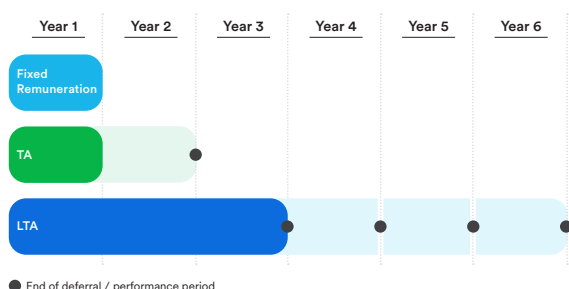 Year 1 Year 2 Year 3 Year 4 Year 5 Year 6
Fixed
Remuneration
TA
LTA
End of deferral / performance period